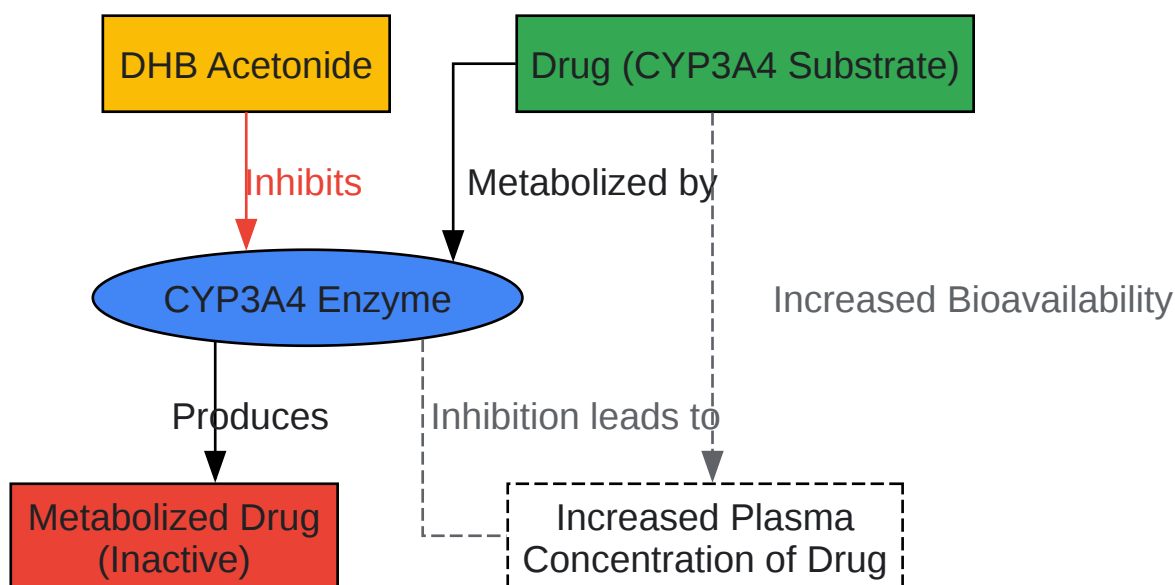 DHB Acetonide
Drug (CYP3A4 Substrate)
Inhibits
Metabolized by
CYP3A4 Enzyme
Increased Bioavailability
Produces
Inhibition leads to
Metabolized Drug
(Inactive)
Increased Plasma
Concentration of Drug